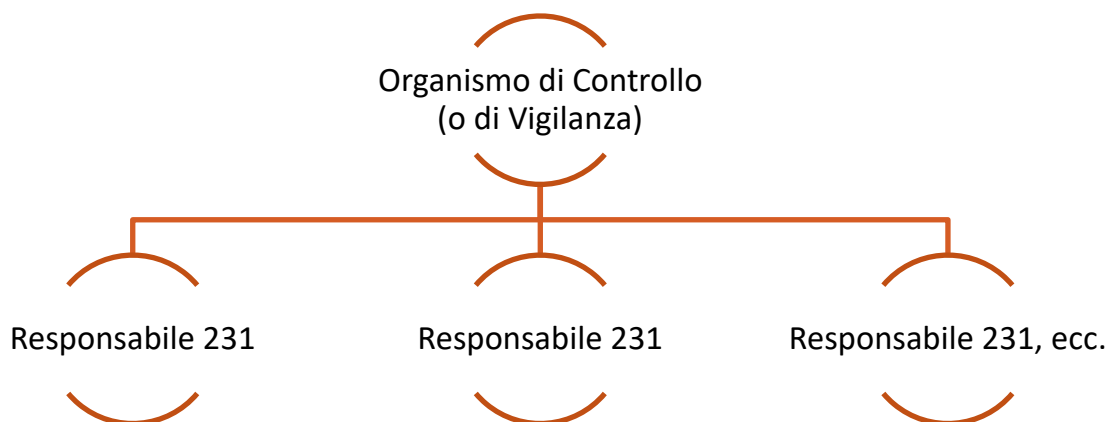 Organismo di Controllo
(o di Vigilanza)
Responsabile 231
Responsabile 231
Responsabile 231, ecc.